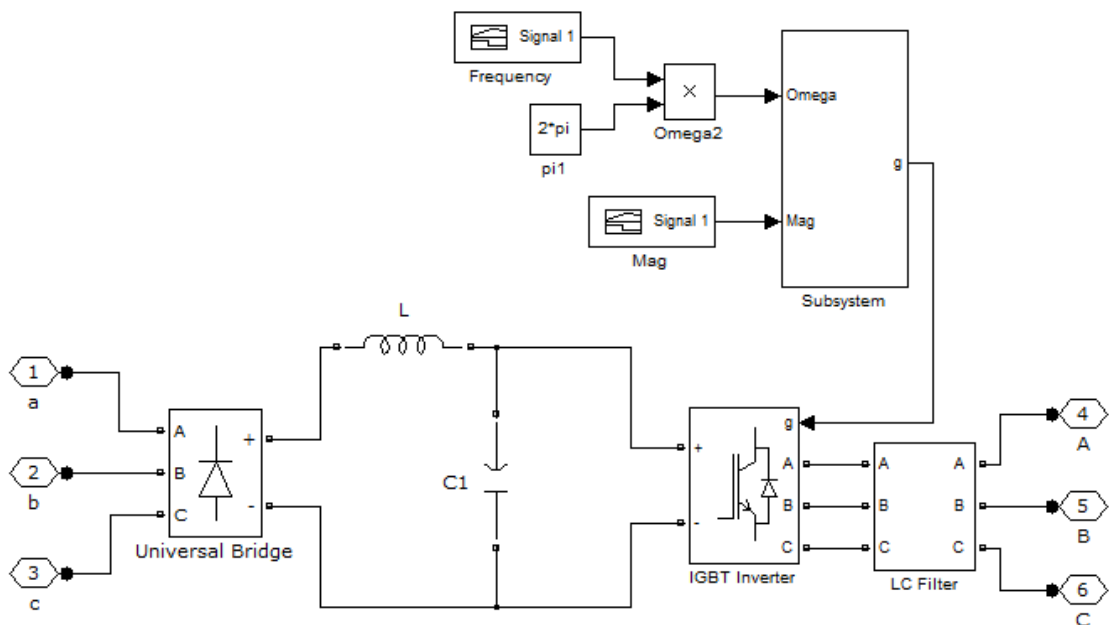 Signal 1
Frequency
2*pi
pi1
×
Omega2
Omega
Mag
g
Subsystem
Signal 1
Mag
L
C1
1
a
2
b
3
c
A
B
C
+
-
Universal Bridge
+
-
g
A
B
C
IGBT Inverter
A
B
C
A
B
C
LC Filter
4
A
5
B
6
C